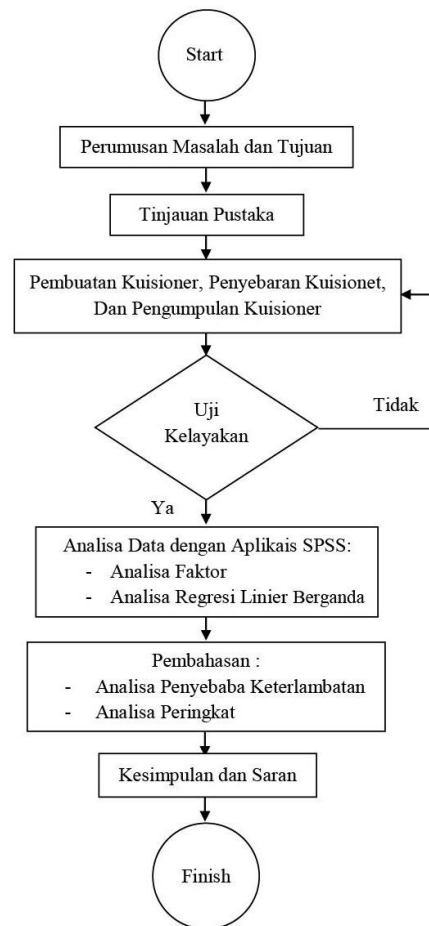 Start
Perumusan Masalah dan Tujuan
Tinjauan Pustaka
Pembuatan Kuisioner, Penyebaran Kuisionet,
Dan Pengumpulan Kuisioner
Uji
Kelayakan
Tidak
Ya
Analisa Data dengan Aplikais SPSS:
- Analisa Faktor
- Analisa Regresi Linier Berganda
Pembahasan :
- Analisa Penyebaba Keterlambatan
- Analisa Peringkat
Kesimpulan dan Saran
Finish